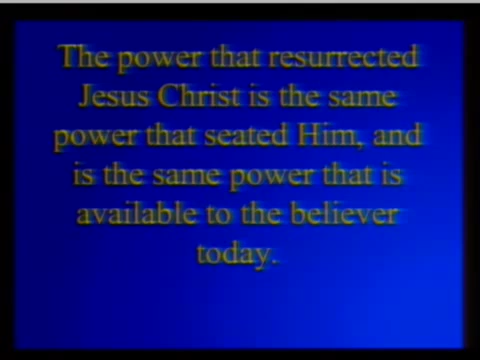 The power that resurrected
Jesus Christ is the same
power that seated Him, and
is the same power that is
available to the believer
today.